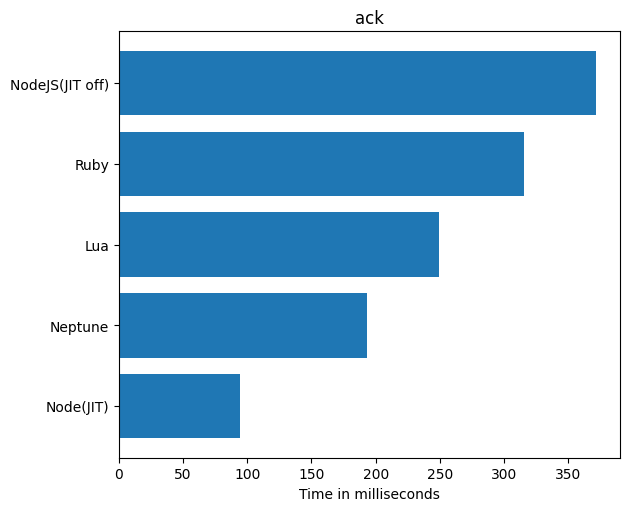 ack
NodeJS(JIT off)
Ruby
Lua
Neptune
Node(JIT)
0 50 100 150 200 250 300 350
Time in milliseconds